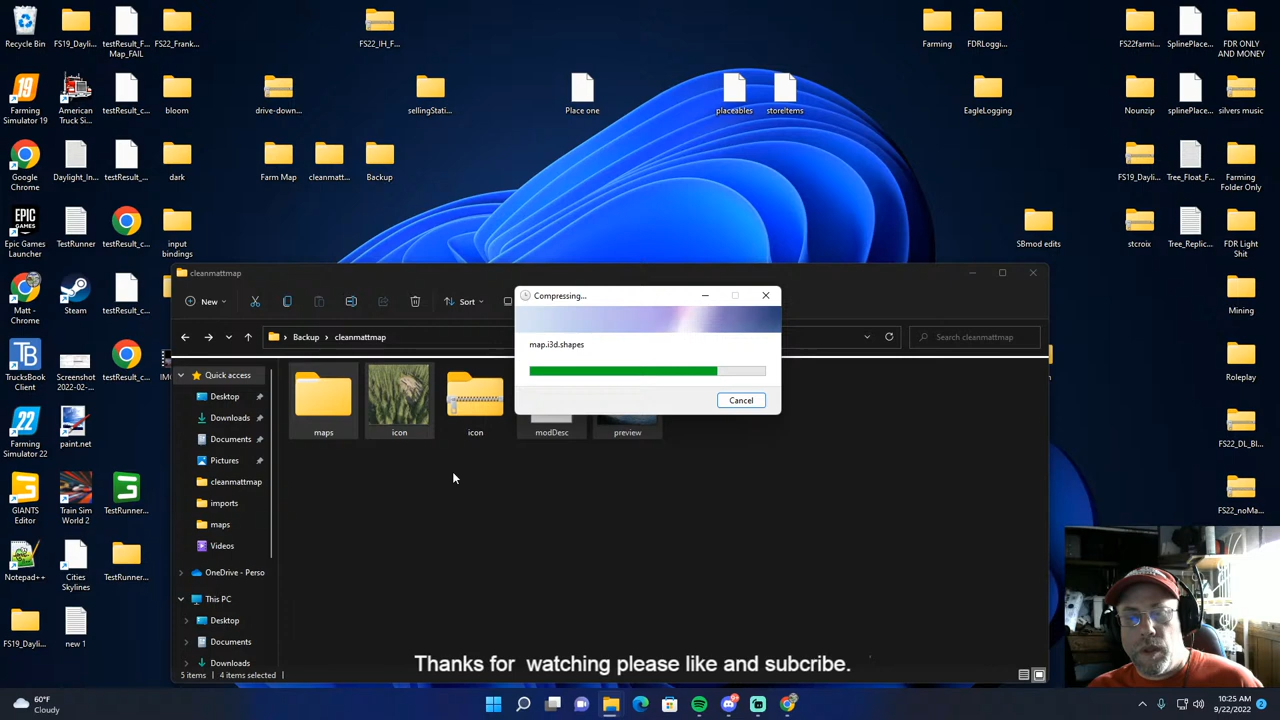 Recycle Bin
FS19_Dayli...
testResult_F...
Map_FAIL
FS22_Frank...
FS22_IH_F...
Farming
FDRLoggi...
FS22farmi...
SplinePlace...
FDR ONLY
AND MONEY
Farming
Simulator 19
American
Truck Si...
testResult_c...
bloom
drive-down...
sellingStati...
Place one
placeables
storeItems
EagleLogging
Nounzip
splinePlace...
silvers music
Google
Chrome
Daylight_In...
testResult_c...
dark
Farm Map
cleanmatt...
Backup
FS19_Dayli...
Tree_Float_F...
Farming
Folder Only
Epic Games
Launcher
TestRunner
testResult_c...
input
bindings
SBmod edits
stcroix
Tree_Replic...
FDR Light
Shit
cleanmattmap
Matt -
Chrome
Steam
testResult_c...
New
Sort
Compressing...
Mining
Backup
cleanmattmap
Search cleanmattmap
map.i3d.shapes
Cancel
TrucksBook
Client
Screenshot
2022-02-...
testResult_c...
Roleplay
Quick access
Desktop
Downloads
Documents
Pictures
cleanmattmap
imports
maps
Videos
OneDrive - Perso
This PC
Desktop
Documents
Downloads
maps
icon
icon
modDesc
preview
Farming
Simulator 22
paint.net
FS22_DL_Bl...
GIANTS
Editor
Train Sim
World 2
TestRunner...
FS22_noMa...
Notepad++
Cities
Skylines
TestRunner...
FS19_Dayli...
new 1
Thanks for watching please like and subcribe.
5 items
4 items selected
60°F
Cloudy
10:25 AM
9/22/2022
2